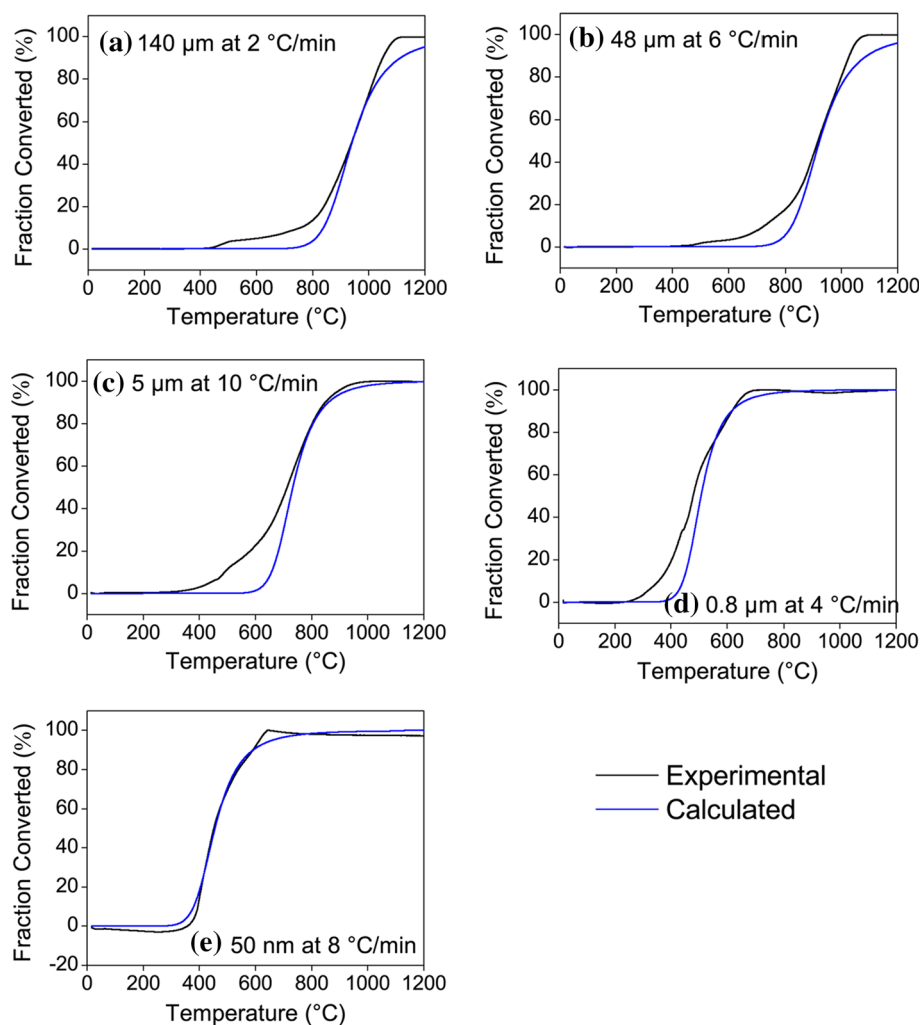 (a) 140 µm at 2 °C/min
Fraction Converted (%)
100
80
60
40
20
0
0 200 400 600 800 1000 1200
Temperature (°C)
(b) 48 µm at 6 °C/min
Fraction Converted (%)
100
80
60
40
20
0
0 200 400 600 800 1000 1200
Temperature (°C)
(c) 5 µm at 10 °C/min
Fraction Converted (%)
100
80
60
40
20
0
0 200 400 600 800 1000 1200
Temperature (°C)
Fraction Converted (%)
100
80
60
40
20
0
(d) 0.8 µm at 4 °C/min
0 200 400 600 800 1000 1200
Temperature (°C)
Fraction Converted (%)
100
80
60
40
20
0
-20
(e) 50 nm at 8 °C/min
0 200 400 600 800 1000 1200
Temperature (°C)
Experimental
Calculated